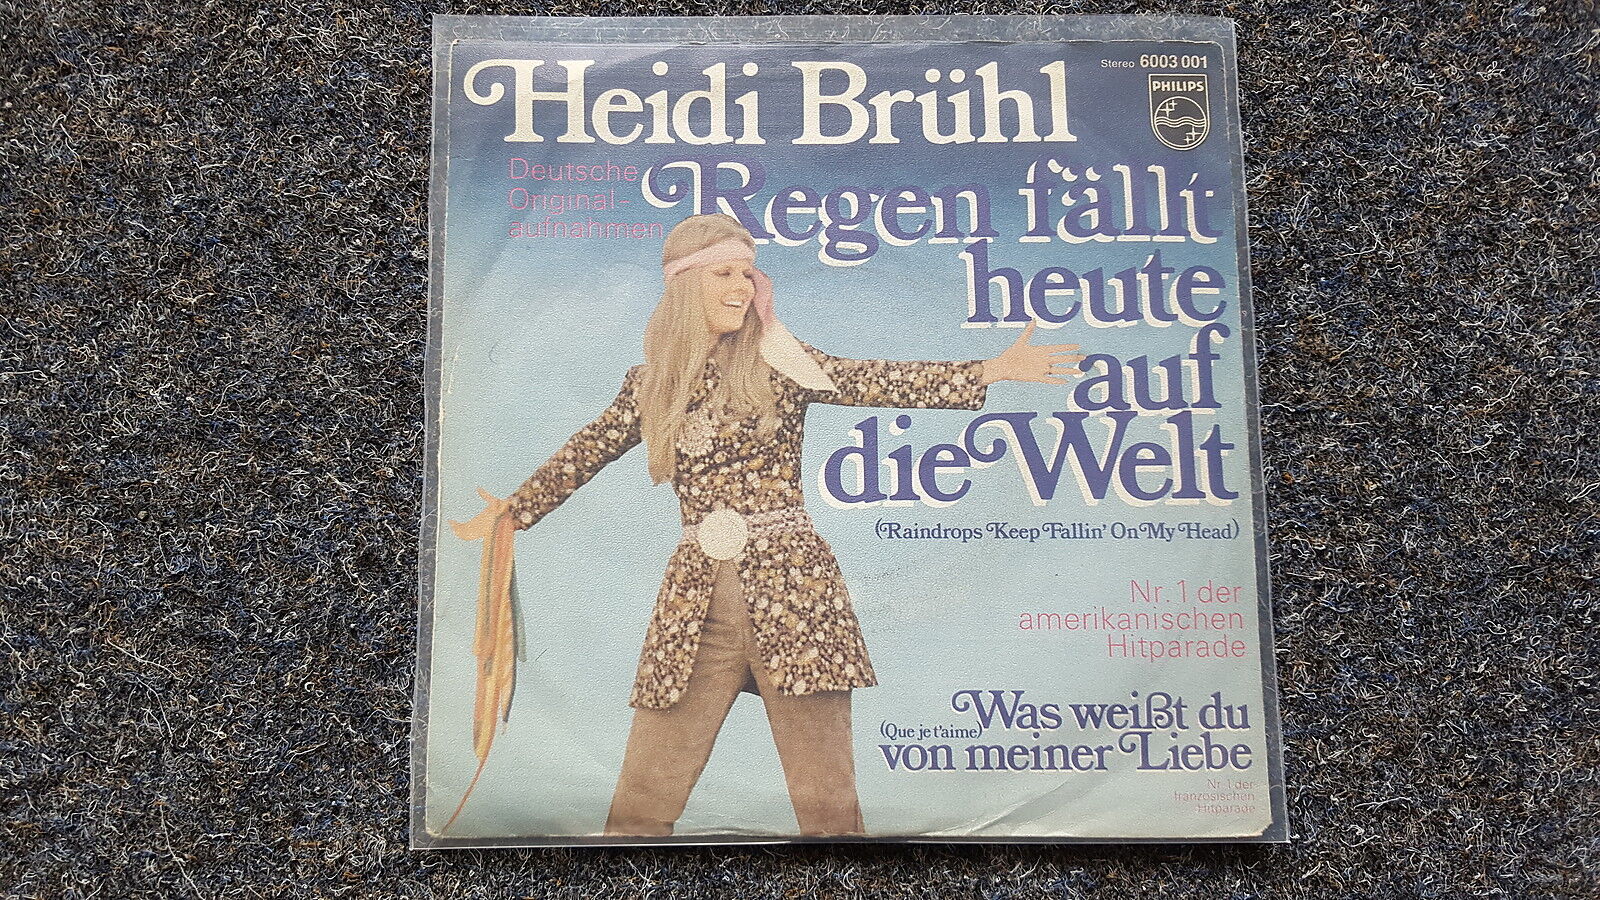 Heidi Brühl
Stereo 6003 001
PHILIPS
Deutsche
Original-
aufnahmen
Regen fällt
heute
auf
die Welt
(Raindrops Keep Fallin' On My Head)
Nr. 1 der
amerikanischen
Hitparade
Was weißt du
(Que je t'aime)
von meiner Liebe
Nr. 1 der
französischen
Hitparade